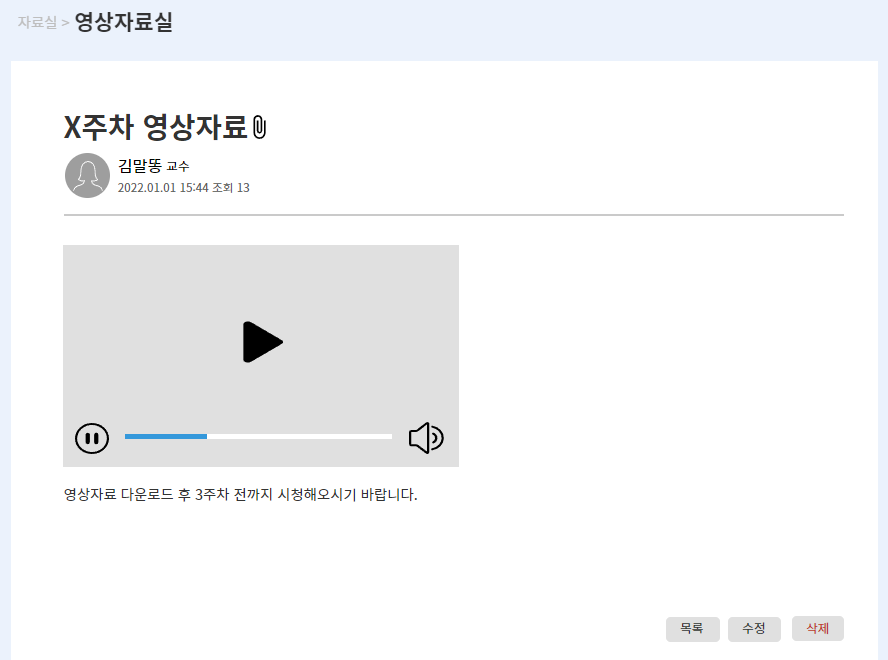 자료실 > 영상자료실
X주차 영상자료
김말똥 교수
2022.01.01 15:44 조회 13
영상자료 다운로드 후 3주차 전까지 시청해오시기 바랍니다.
목록 수정 삭제